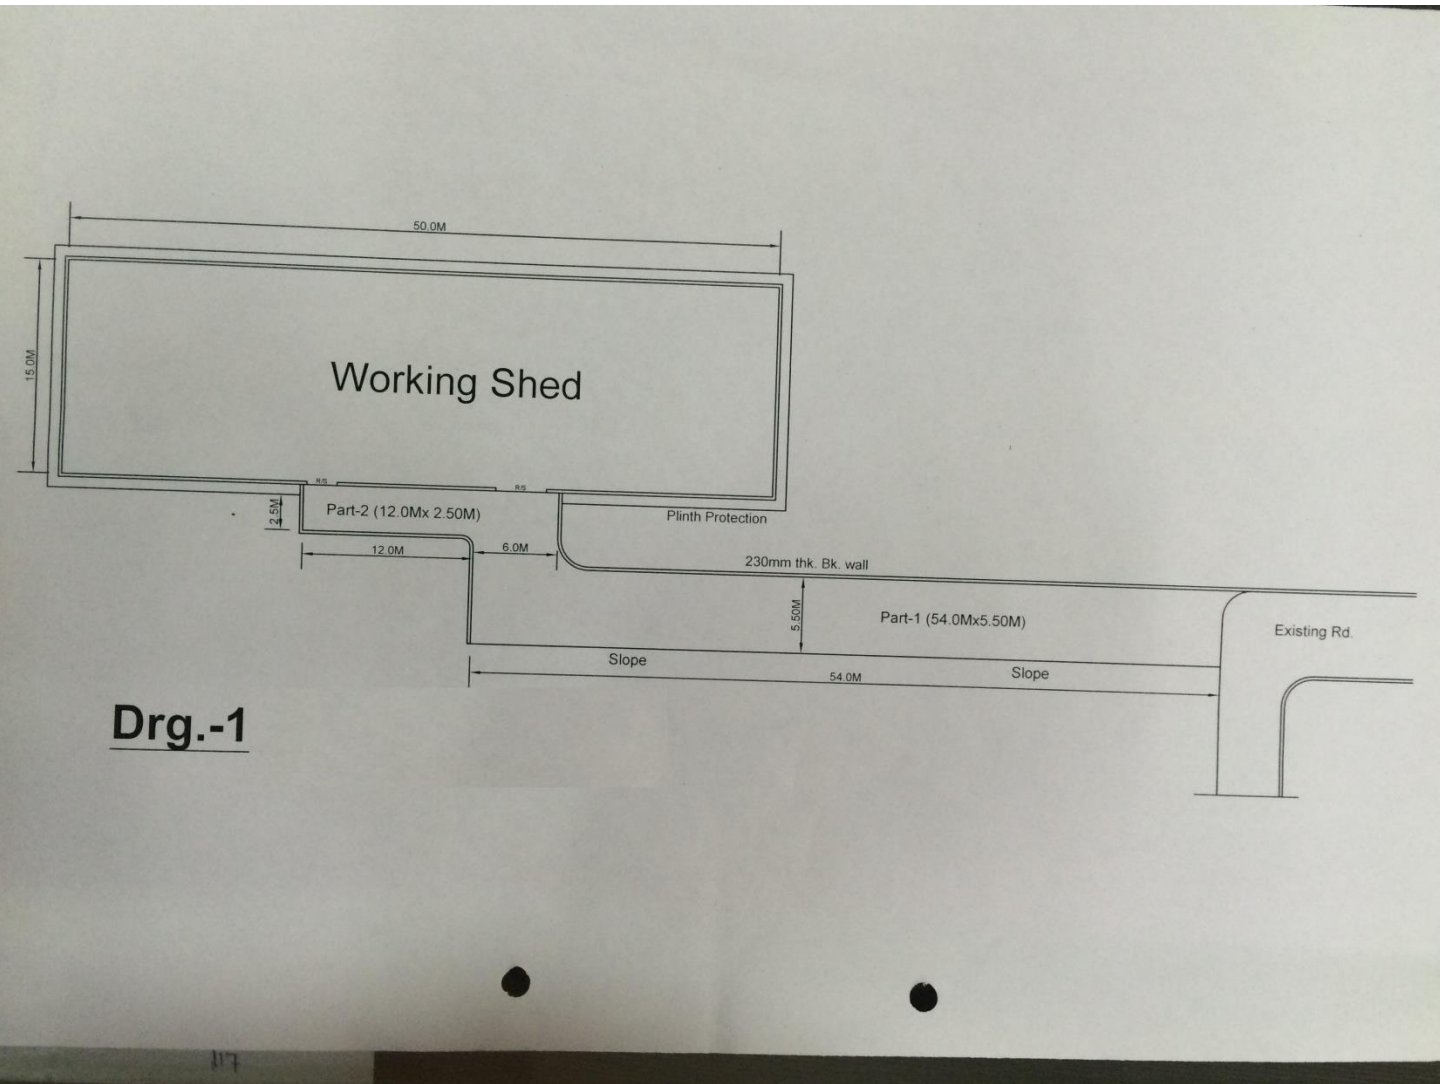 50.0M
15.0M
Working Shed
R/S
R/S
2.5M
Part-2 (12.0Mx 2.50M)
Plinth Protection
12.0M
6.0M
230mm thk. Bk. wall
5.50M
Part-1 (54.0Mx5.50M)
Existing Rd.
Slope
Slope
54.0M
Drg.-1
117